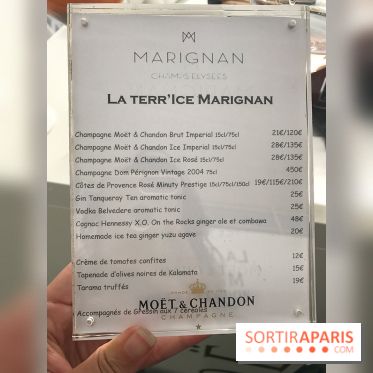 MARIGNAN
CHAMPS ELYSEES
LA TERR'ICE MARIGNAN
Champagne Moët & Chandon Brut Imperial 15cl/75cl 21€/120€
Champagne Moët & Chandon Ice Imperial 15cl/75cl 28€/135€
Champagne Moët & Chandon Ice Rosé 15cl/75cl 28€/135€
Champagne Dom Pérignon Vintage 2004 75cl 450€
Côtes de Provence Rosé Minuty Prestige 15cl/75cl/150cl 19€/115€/210€
Gin Tanqueray Ten aromatic tonic 25€
Vodka Belvedere aromatic tonic 25€
Cognac Hennessy X.O. On the Rocks ginger ale et combawa 48€
Homemade ice tea ginger yuzu agave 20€
Crème de tomates confites 12€
Tapenade d'olives noires de Kalamata 15€
Tarama truffés 19€
MOËT & CHANDON
CHAMPAGNE
Accompagnés de Gressin aux 7 céréales
SORTIRAPARIS
.COM